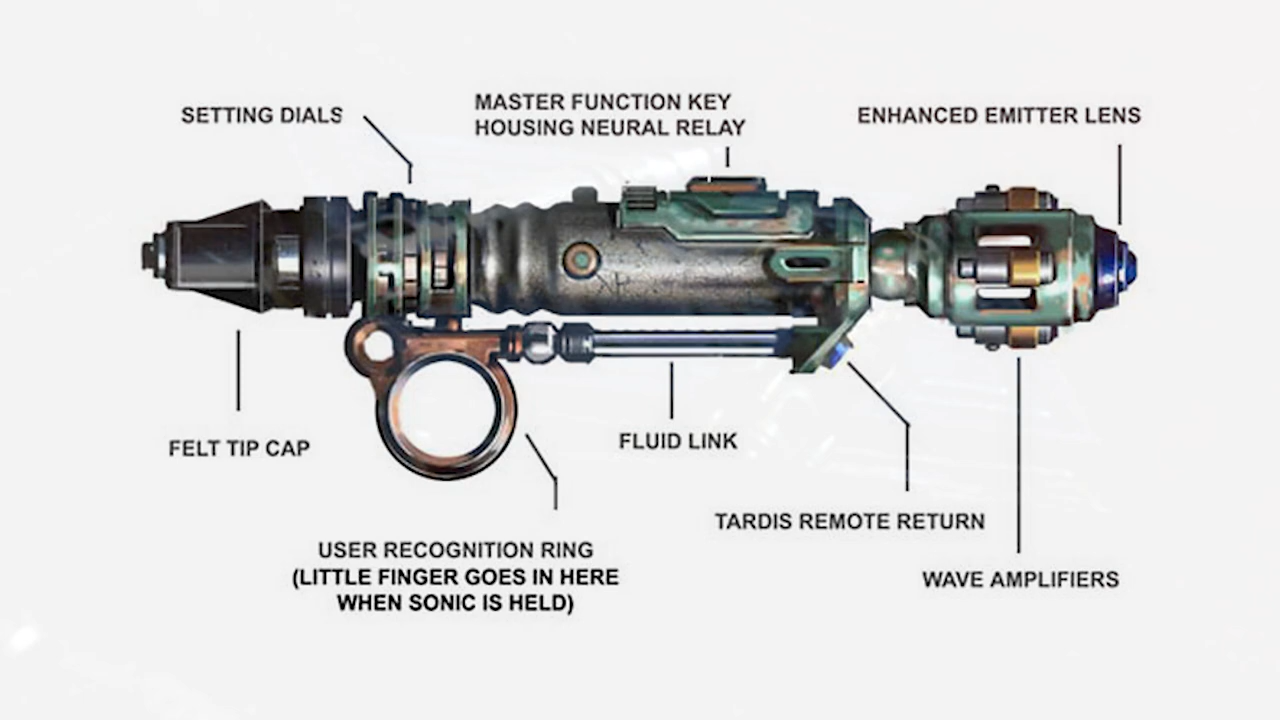 SETTING DIALS
MASTER FUNCTION KEY
HOUSING NEURAL RELAY
ENHANCED EMITTER LENS
FELT TIP CAP
FLUID LINK
TARDIS REMOTE RETURN
USER RECOGNITION RING
(LITTLE FINGER GOES IN HERE
WHEN SONIC IS HELD)
WAVE AMPLIFIERS